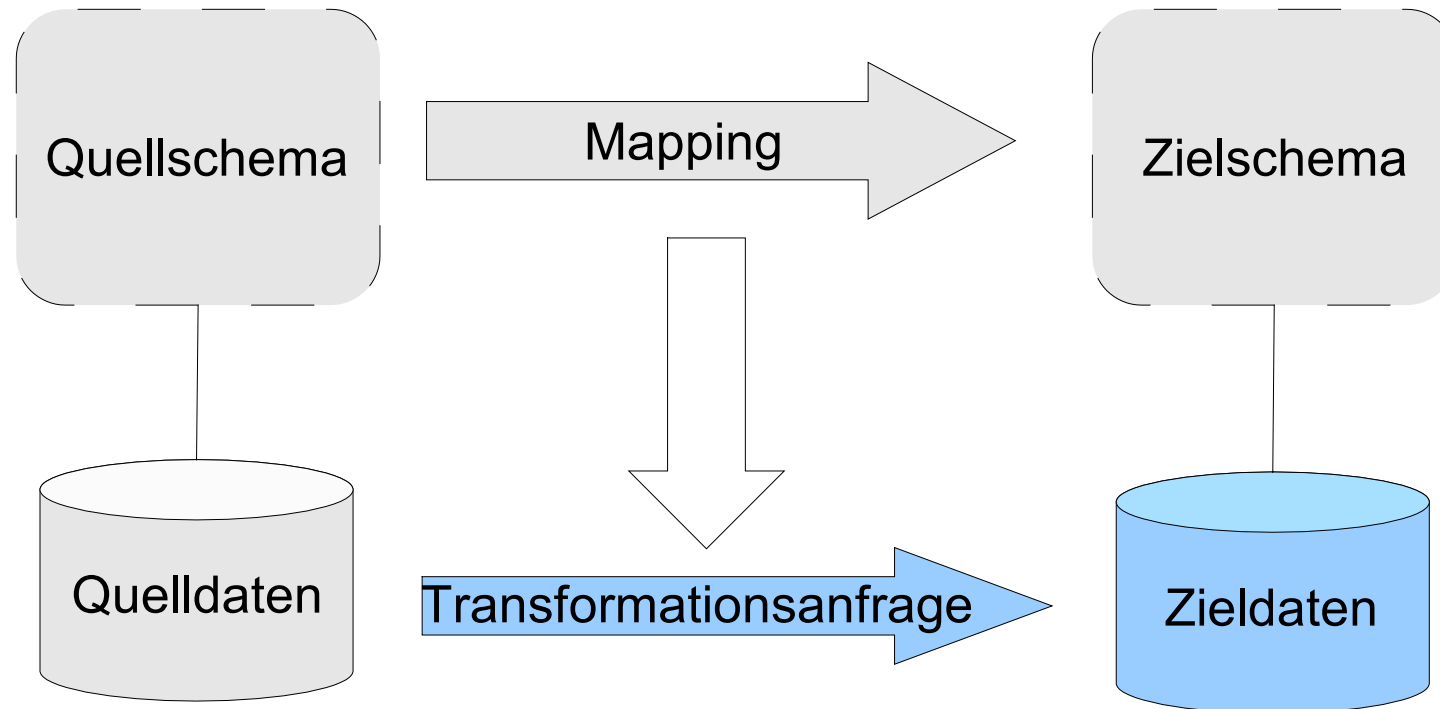 Quellschema
Mapping
Zielschema
Quelldaten
Transformationsanfrage
Zieldaten